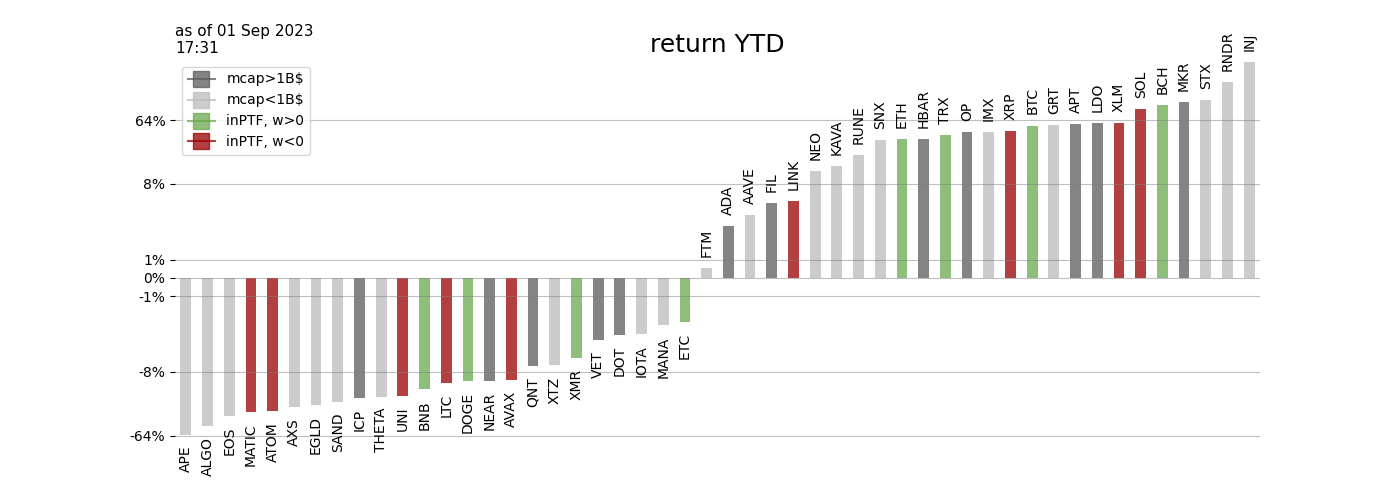 as of 01 Sep 2023
17:31
return YTD
mcap>1B$
mcap<1B$
inPTF, w>0
inPTF, w<0
64%
8%
1%
0%
-1%
-8%
-64%
APE
ALGO
EOS
MATIC
ATOM
AXS
EGLD
SAND
ICP
THETA
UNI
BNB
LTC
DOGE
NEAR
AVAX
QNT
XTZ
XMR
VET
DOT
IOTA
MANA
ETC
FTM
ADA
AAVE
FIL
LINK
NEO
KAVA
RUNE
SNX
ETH
HBAR
TRX
OP
IMX
XRP
BTC
GRT
APT
LDO
XLM
SOL
BCH
MKR
STX
RNDR
INJ